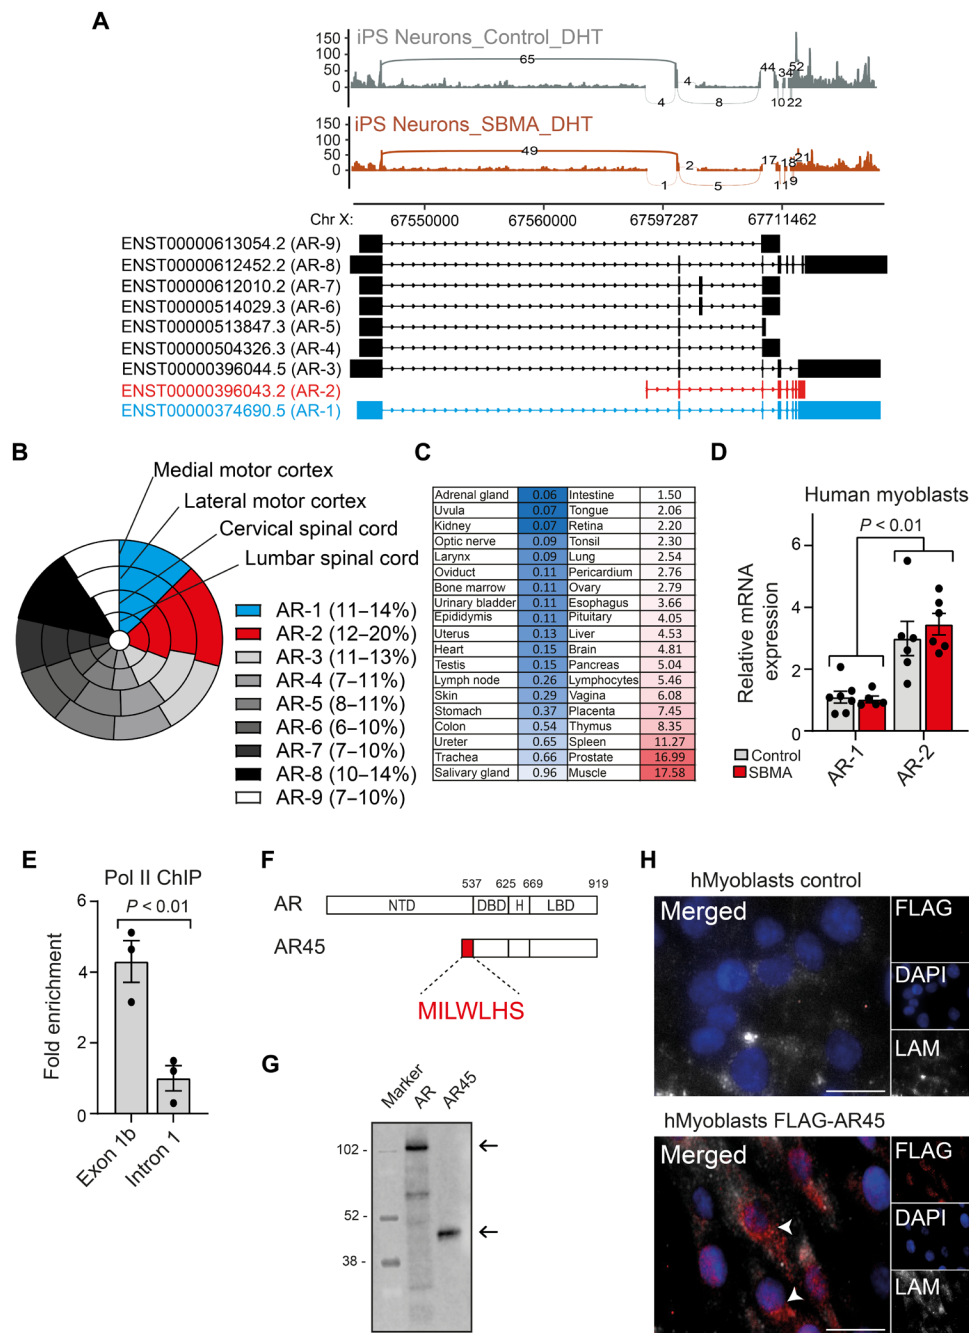 A
iPS Neurons_Control_DHT
150
100
50
0
65
4
4
8
44
10
34
52
22
iPS Neurons_SBMA_DHT
150
100
50
0
49
1
2
5
17
11
18
21
9
Chr X: 67550000 67560000 67597287 67711462
ENST00000613054.2 (AR-9)
ENST00000612452.2 (AR-8)
ENST00000612010.2 (AR-7)
ENST00000514029.3 (AR-6)
ENST00000513847.3 (AR-5)
ENST00000504326.3 (AR-4)
ENST00000396044.5 (AR-3)
ENST00000396043.2 (AR-2)
ENST00000374690.5 (AR-1)
B
Medial motor cortex
Lateral motor cortex
Cervical spinal cord
Lumbar spinal cord
AR-1 (11–14%)
AR-2 (12–20%)
AR-3 (11–13%)
AR-4 (7–11%)
AR-5 (8–11%)
AR-6 (6–10%)
AR-7 (7–10%)
AR-8 (10–14%)
AR-9 (7–10%)
C
Adrenal gland 0.06 Intestine 1.50
Uvula 0.07 Tongue 2.06
Kidney 0.07 Retina 2.20
Optic nerve 0.09 Tonsil 2.30
Larynx 0.09 Lung 2.54
Oviduct 0.11 Pericardium 2.76
Bone marrow 0.11 Ovary 2.79
Urinary bladder 0.11 Esophagus 3.66
Epididymis 0.11 Pituitary 4.05
Uterus 0.13 Liver 4.53
Heart 0.15 Brain 4.81
Testis 0.15 Pancreas 5.04
Lymph node 0.26 Lymphocytes 5.46
Skin 0.29 Vagina 6.08
Stomach 0.37 Placenta 7.45
Colon 0.54 Thymus 8.35
Ureter 0.65 Spleen 11.27
Trachea 0.66 Prostate 16.99
Salivary gland 0.96 Muscle 17.58
D
Human myoblasts
P < 0.01
Relative mRNA
expression
6
4
2
0
Control
SBMA
AR-1
AR-2
E
Pol II ChIP
P < 0.01
Fold enrichment
6
4
2
0
Exon 1b
Intron 1
F
537 625 669 919
AR NTD DBD H LBD
AR45
MILWLHS
G
Marker
AR
AR45
102 -
52 -
38 -
H
hMyoblasts control
Merged
FLAG
DAPI
LAM
hMyoblasts FLAG-AR45
Merged
FLAG
DAPI
LAM